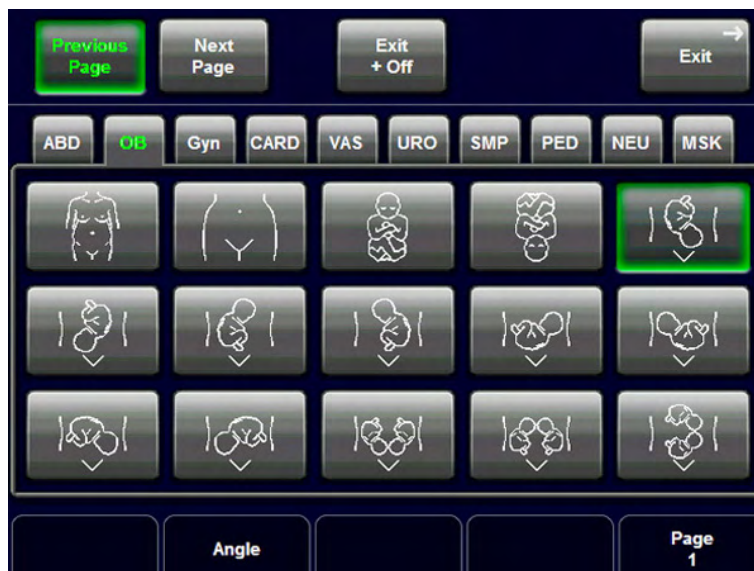 Previous
Page
Next
Page
Exit
+ Off
Exit
ABD
OB
Gyn
CARD
VAS
URO
SMP
PED
NEU
MSK
Angle
Page
1